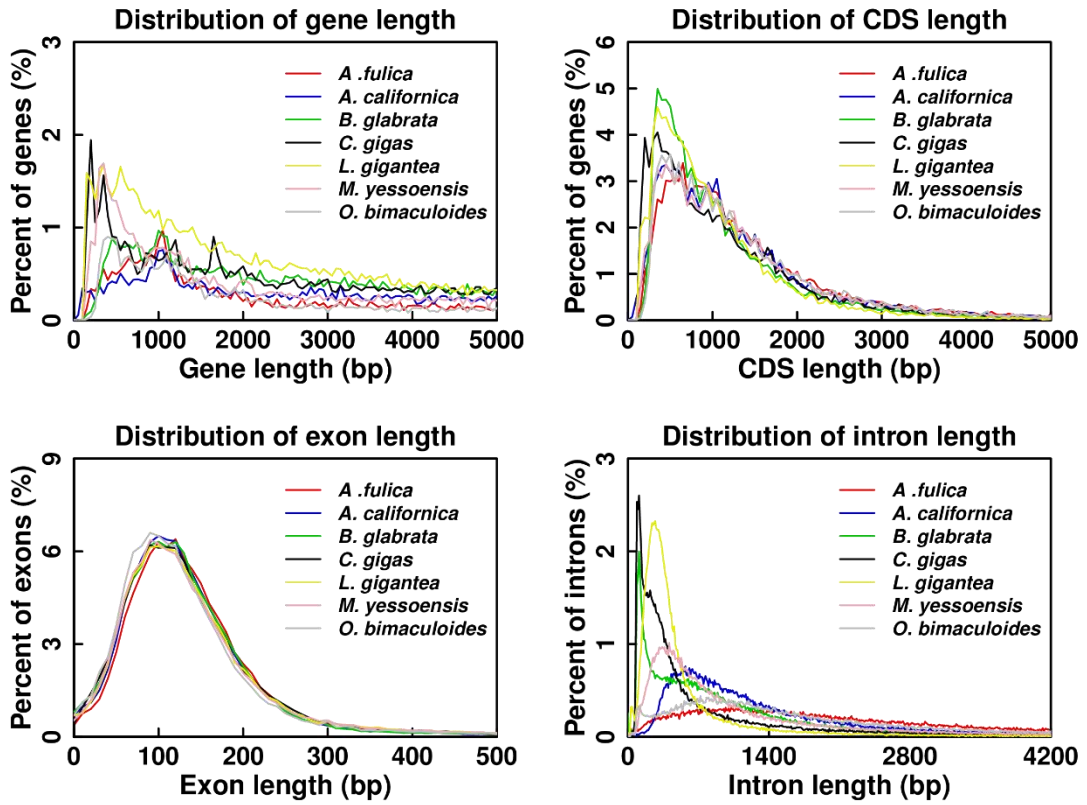 Distribution of gene length
Percent of genes (%)
3
2
1
0
A .fulica
A. californica
B. glabrata
C. gigas
L. gigantea
M. yessoensis
O. bimaculoides
0 1000 2000 3000 4000 5000
Gene length (bp)
Distribution of CDS length
Percent of genes (%)
6
5
4
3
2
1
0
A .fulica
A. californica
B. glabrata
C. gigas
L. gigantea
M. yessoensis
O. bimaculoides
0 1000 2000 3000 4000 5000
CDS length (bp)
Distribution of exon length
Percent of exons (%)
9
6
3
0
A .fulica
A. californica
B. glabrata
C. gigas
L. gigantea
M. yessoensis
O. bimaculoides
0 100 200 300 400 500
Exon length (bp)
Distribution of intron length
Percent of introns (%)
3
2
1
0
A .fulica
A. californica
B. glabrata
C. gigas
L. gigantea
M. yessoensis
O. bimaculoides
0 1400 2800 4200
Intron length (bp)